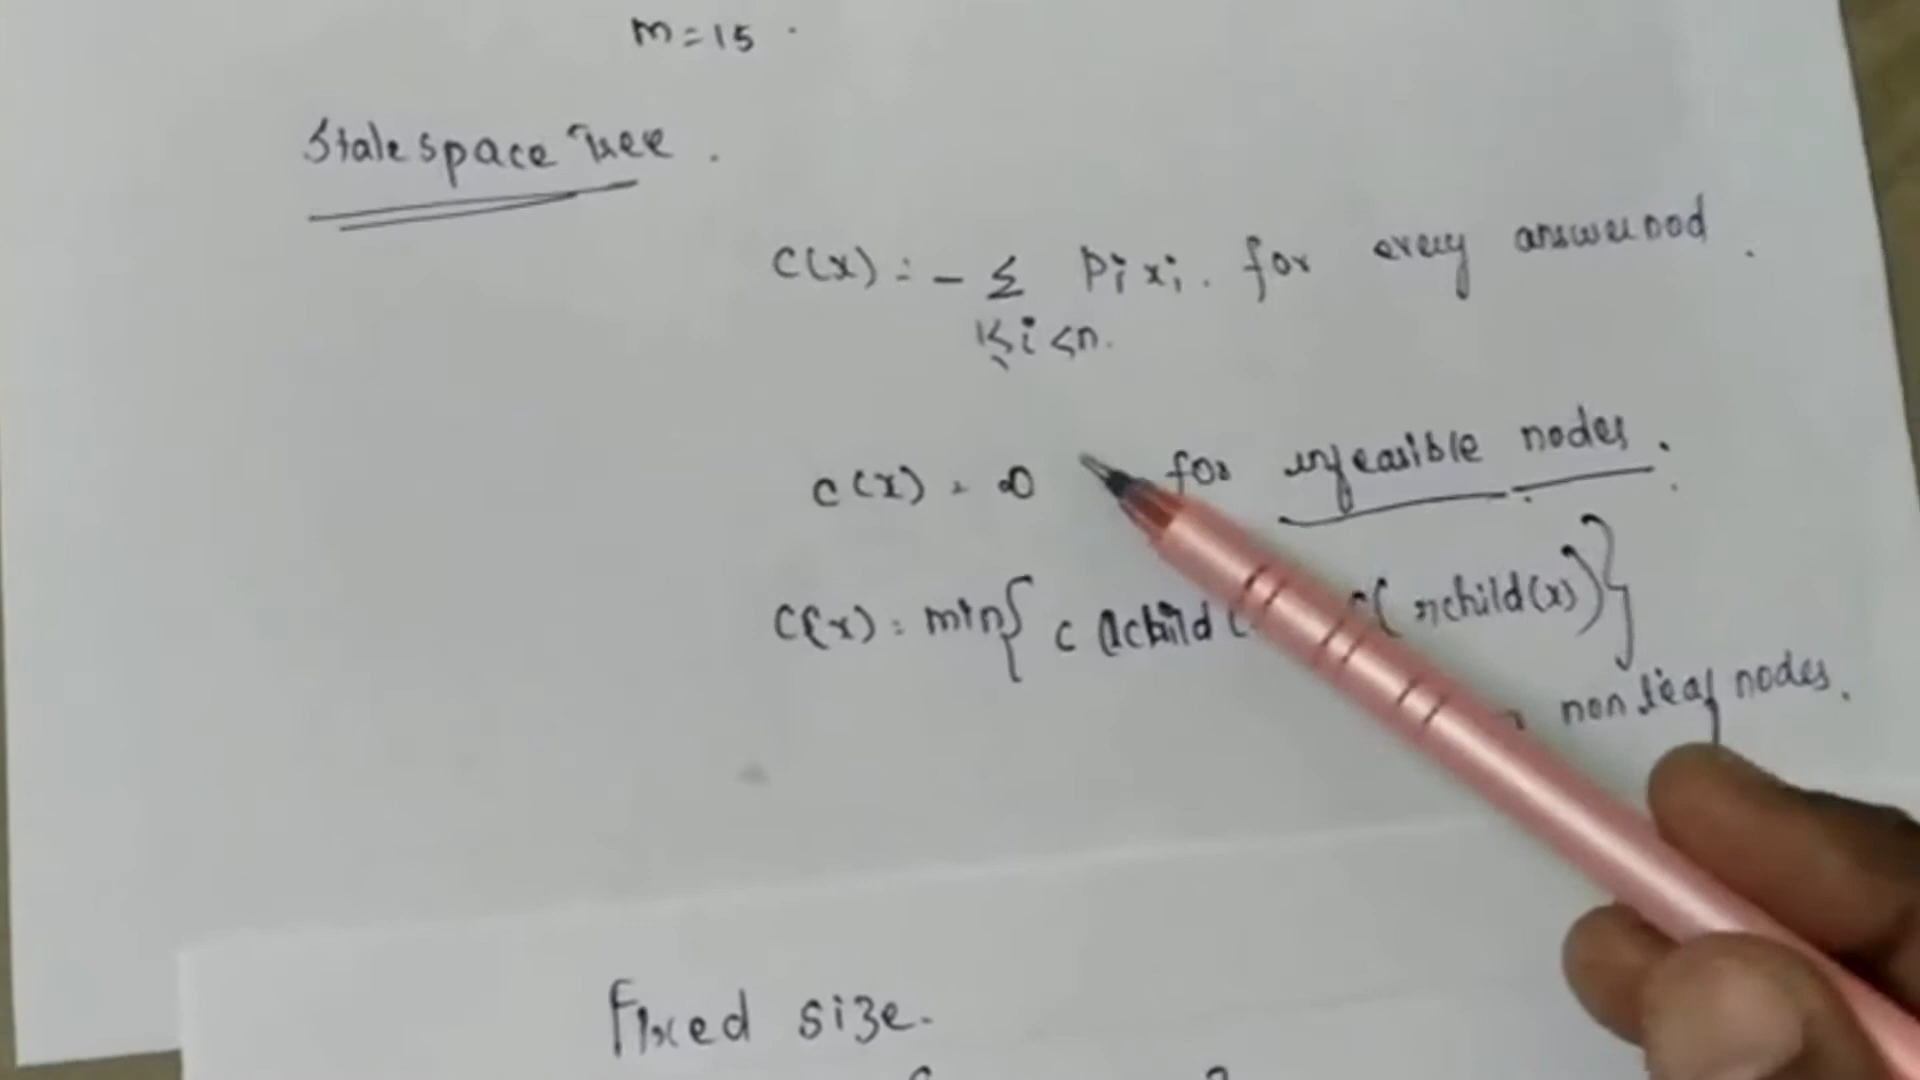 m=15.
State space Tree.
C(x) = - Σ Pi xi. for every answer nod.
1≤i<n.
c(x) = ∞ for infeasible nodes.
C(x) = min{ c (lchild ( C( rchild(x))}
non leaf nodes.
Fixed size.